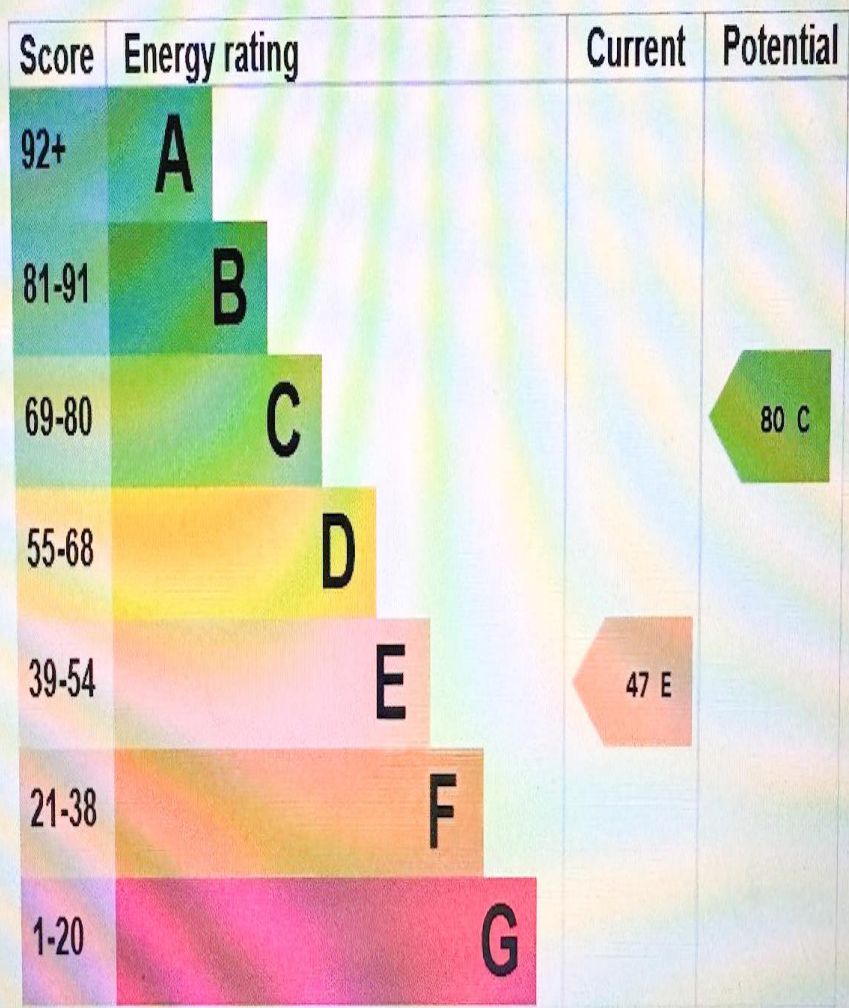 Score Energy rating Current Potential
92+ A
81-91 B
69-80 C 80 C
55-68 D
39-54 E 47 E
21-38 F
1-20 G